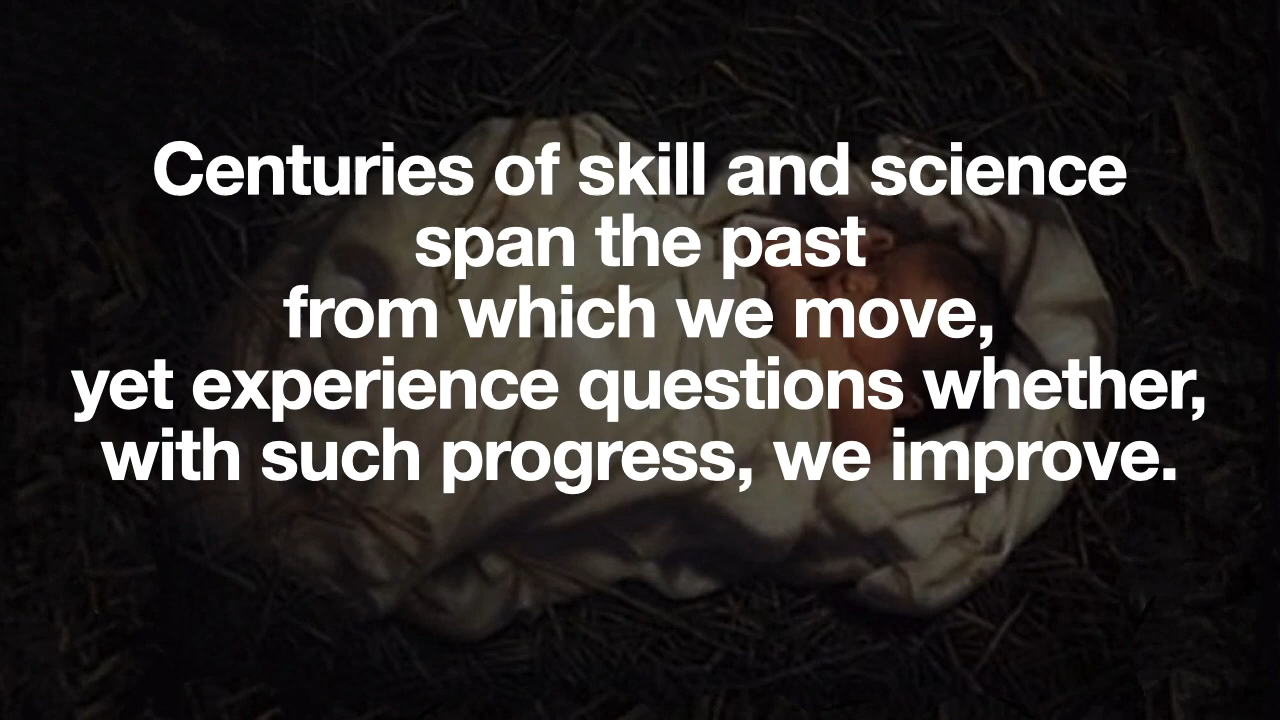 Centuries of skill and science
span the past
from which we move,
yet experience questions whether,
with such progress, we improve.